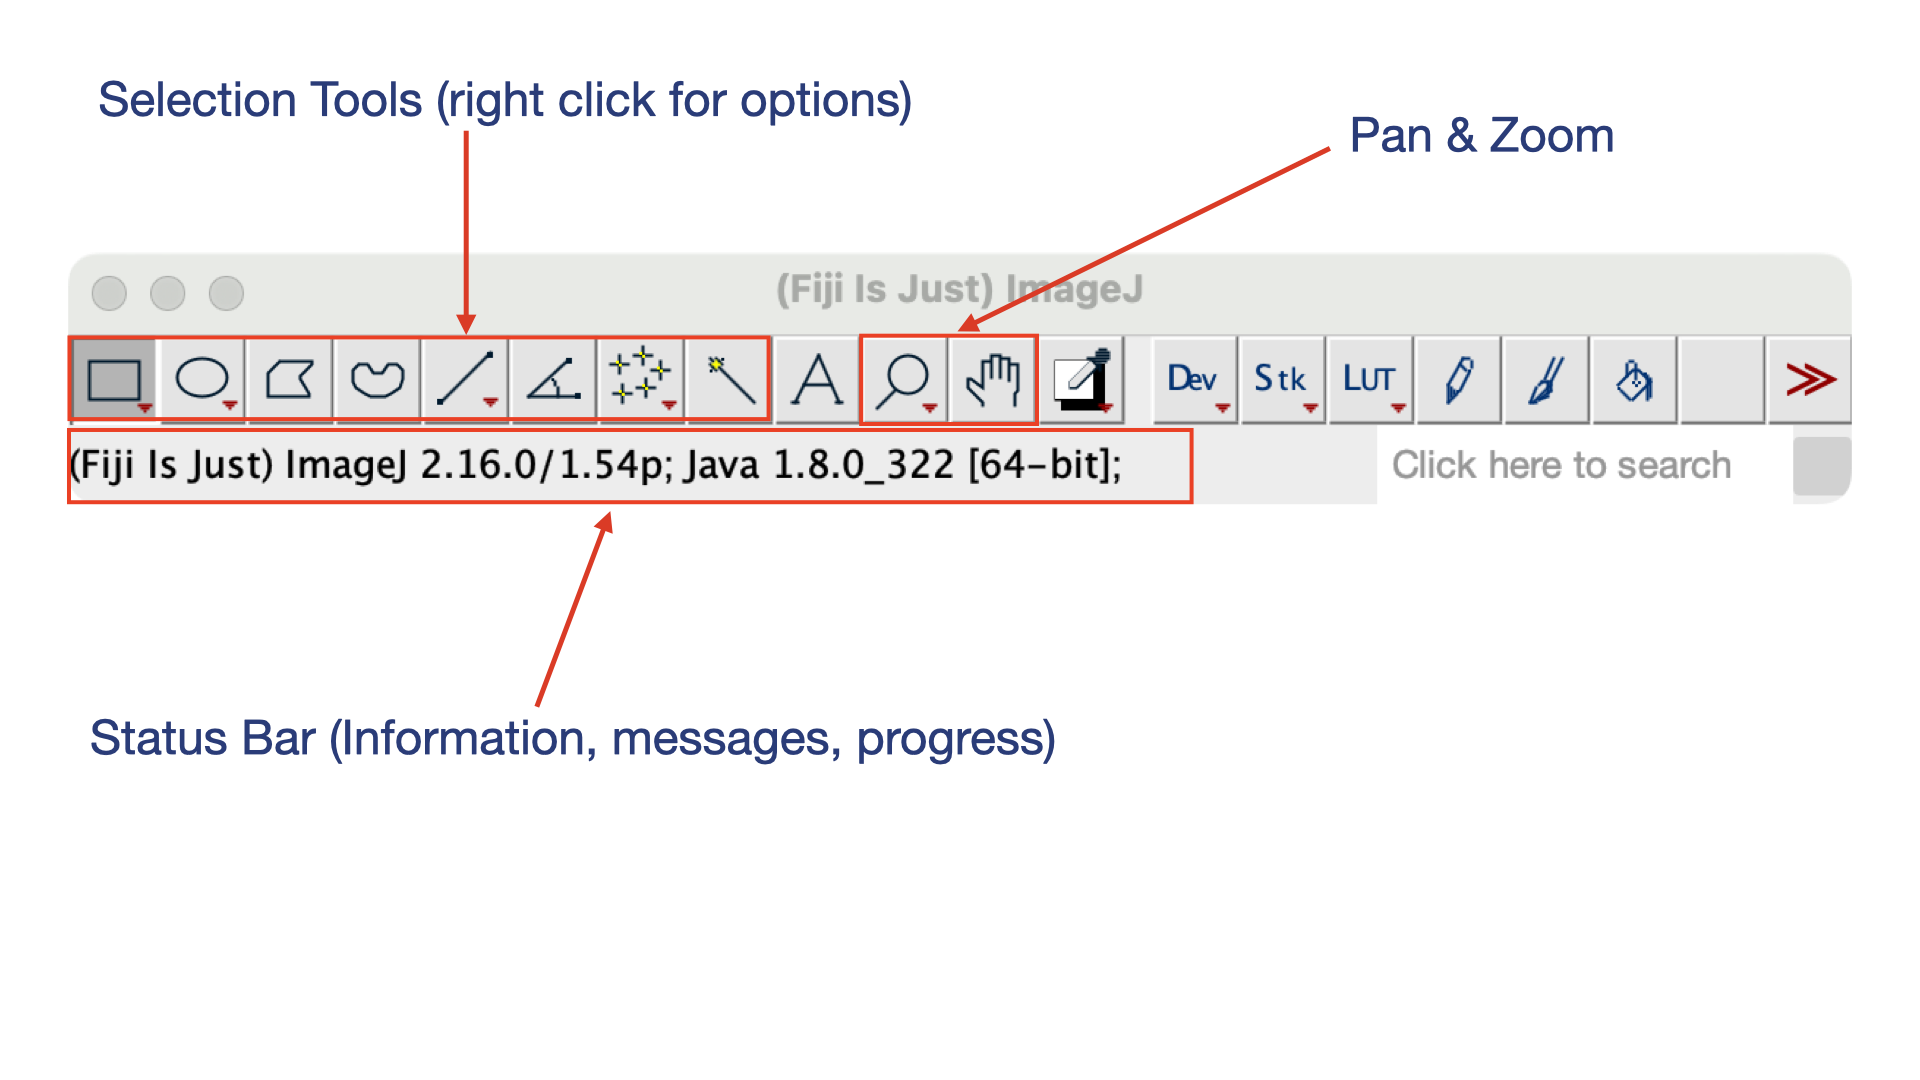 Selection Tools (right click for options)
Pan & Zoom
(Fiji Is Just) ImageJ
A
Dev
Stk
LUT
(Fiji Is Just) ImageJ 2.16.0/1.54p; Java 1.8.0_322 [64-bit];
Click here to search
Status Bar (Information, messages, progress)